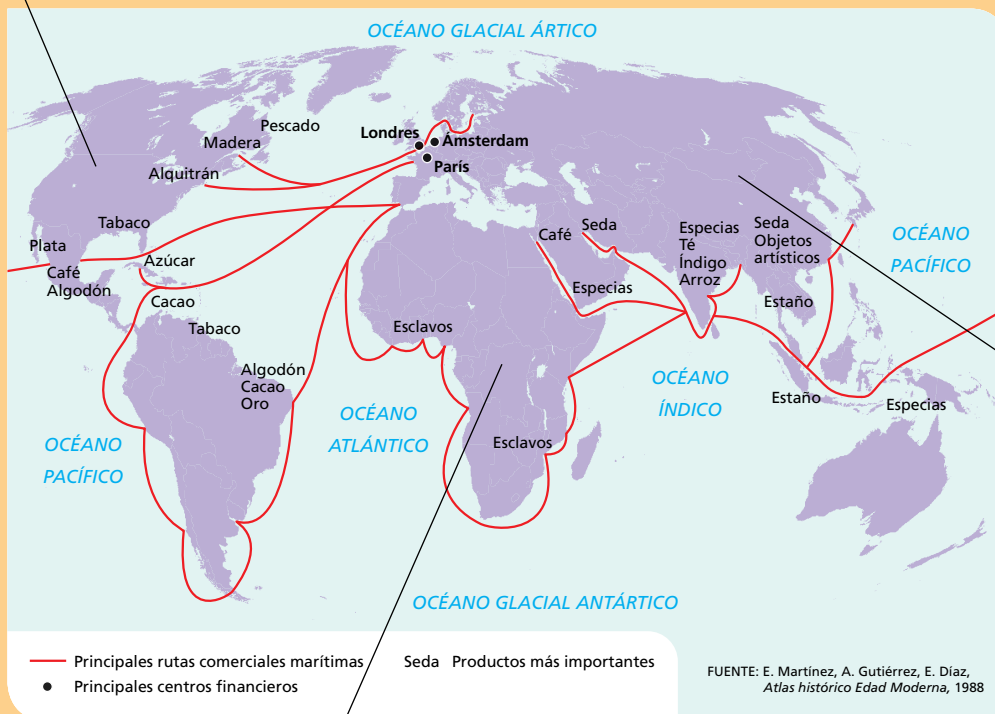 OCÉANO GLACIAL ÁRTICO
Pescado
Madera
Alquitrán
Londres
Ámsterdam
París
Tabaco
Plata
Café
Algodón
Azúcar
Cacao
Tabaco
Algodón
Cacao
Oro
Esclavos
Esclavos
Café
Seda
Especias
Especias
Té
Índigo
Arroz
Seda
Objetos
artísticos
Estaño
Estaño
Especias
OCÉANO
PACÍFICO
OCÉANO
ÍNDICO
OCÉANO
ATLÁNTICO
OCÉANO
PACÍFICO
OCÉANO GLACIAL ANTÁRTICO
Principales rutas comerciales marítimas
Seda Productos más importantes
Principales centros financieros
FUENTE: E. Martínez, A. Gutiérrez, E. Díaz,
Atlas histórico Edad Moderna, 1988